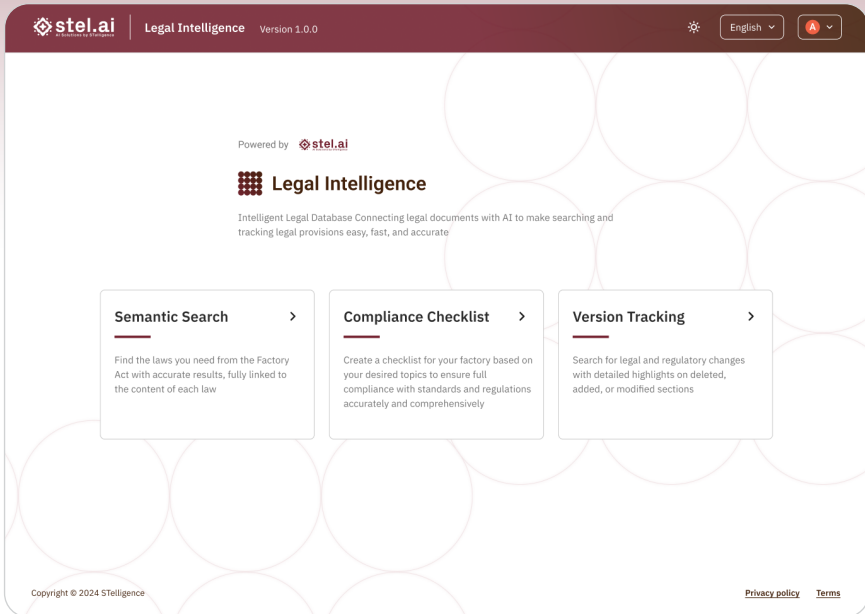 stel.ai
AI Solutions by STelligence
Legal Intelligence Version 1.0.0
English
A
Powered by stel.ai
Legal Intelligence
Intelligent Legal Database Connecting legal documents with AI to make searching and
tracking legal provisions easy, fast, and accurate
Semantic Search
Find the laws you need from the Factory
Act with accurate results, fully linked to
the content of each law
Compliance Checklist
Create a checklist for your factory based on
your desired topics to ensure full
compliance with standards and regulations
accurately and comprehensively
Version Tracking
Search for legal and regulatory changes
with detailed highlights on deleted,
added, or modified sections
Copyright © 2024 STelligence
Privacy policy Terms